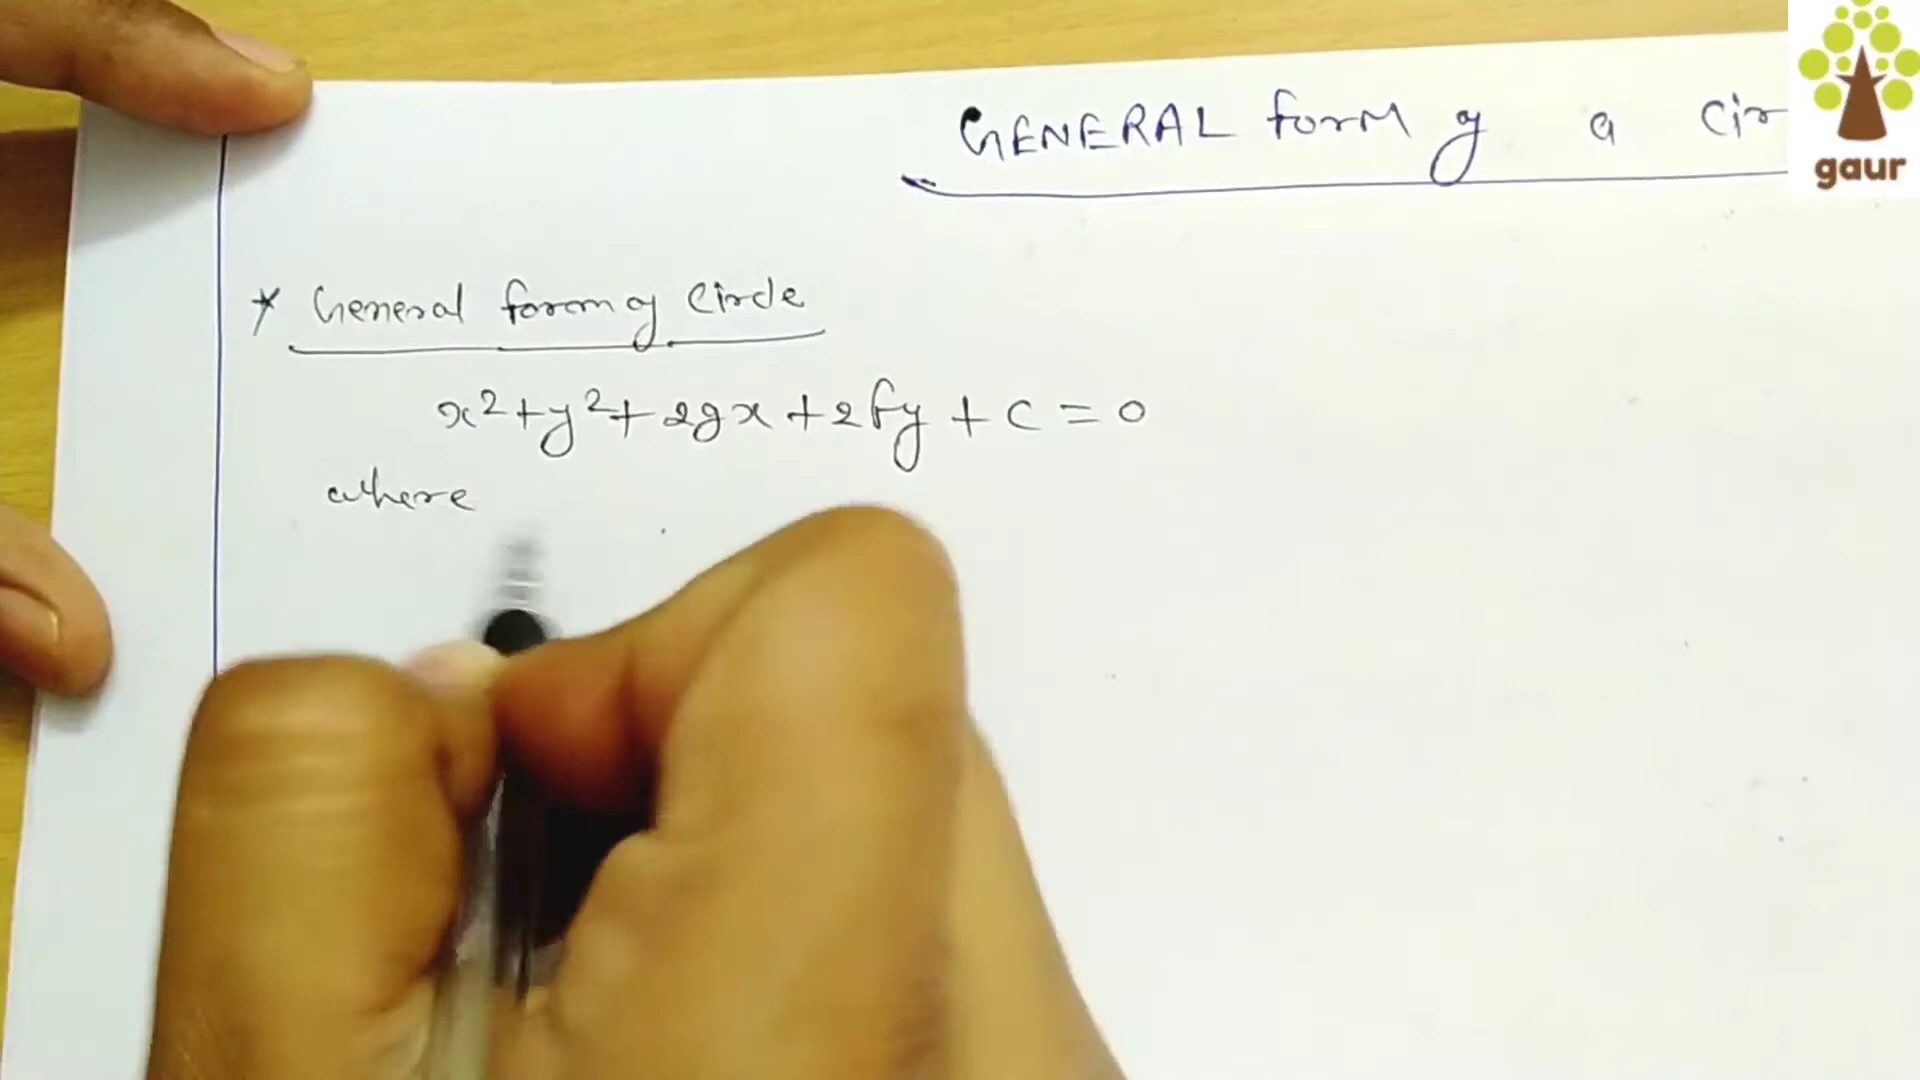 GENERAL form of a Cir
gaur
* General form of Circle
x²+y²+2gx+2fy+c=0
where